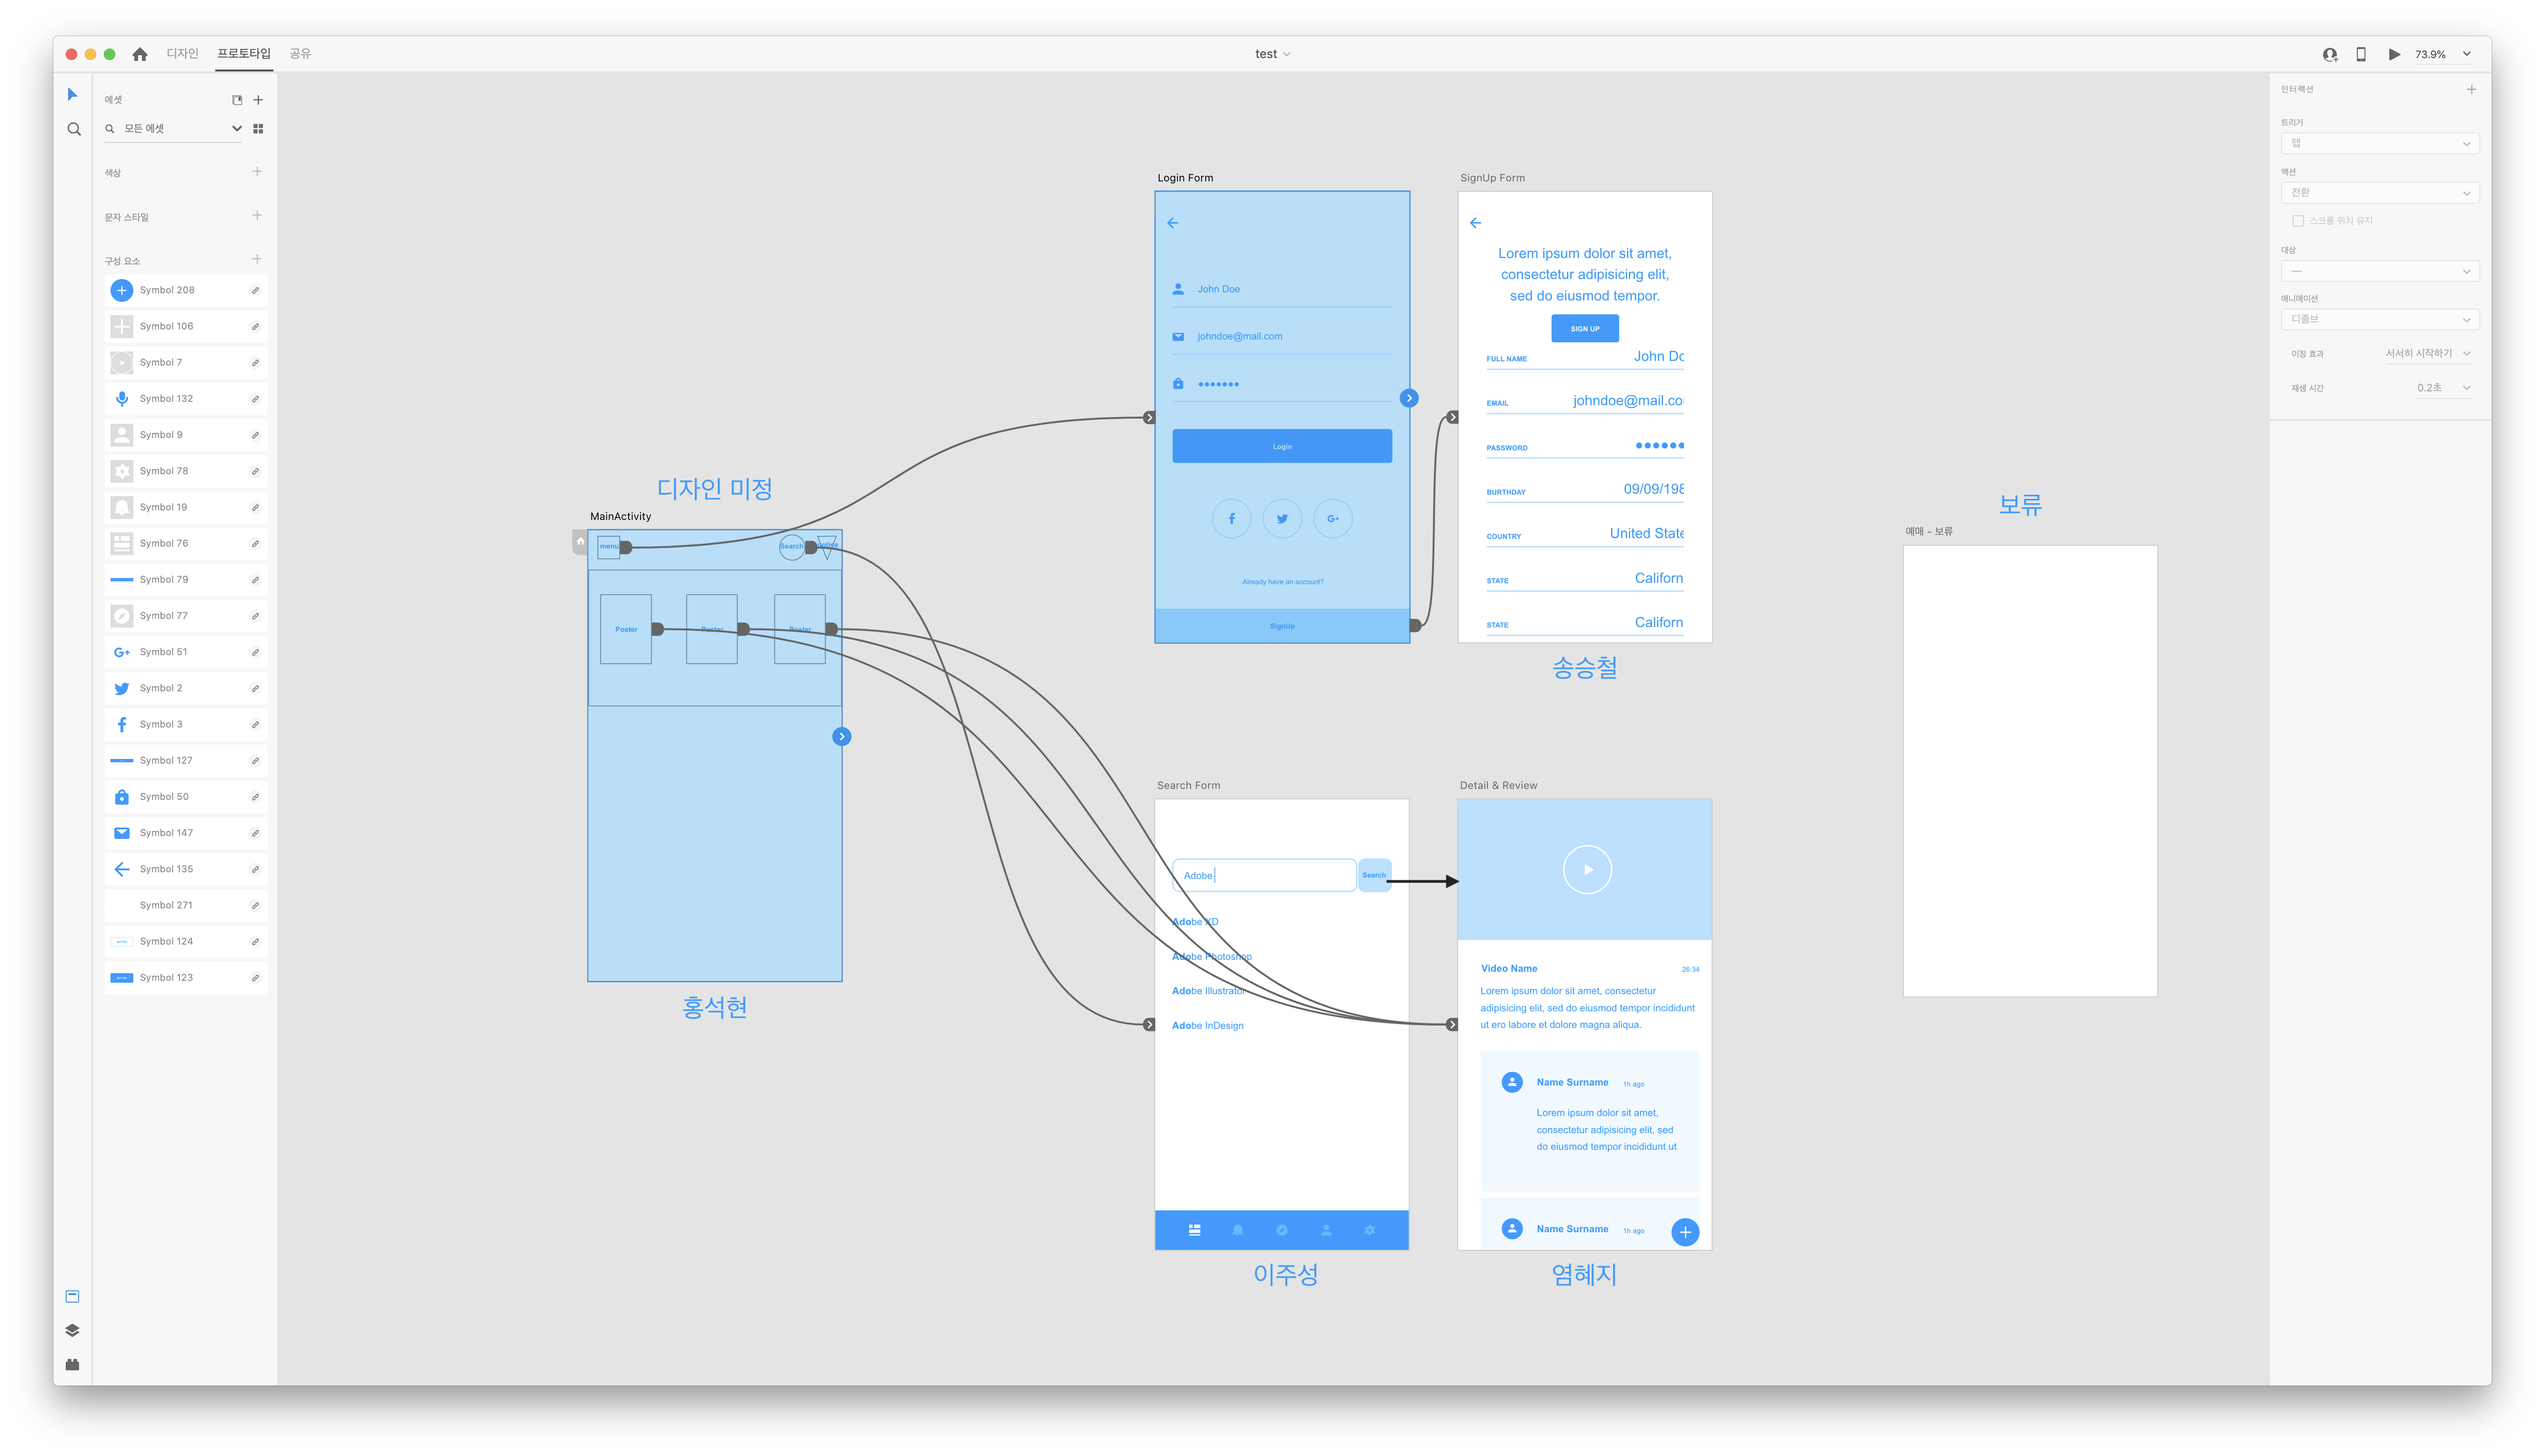 디자인
프로토타입
공유
test
73.9%
에셋
모든 에셋
색상
문자 스타일
구성 요소
Symbol 208
Symbol 106
Symbol 7
Symbol 132
Symbol 9
Symbol 78
Symbol 19
Symbol 76
Symbol 79
Symbol 77
Symbol 51
Symbol 2
Symbol 3
Symbol 127
Symbol 50
Symbol 147
Symbol 135
Symbol 271
Symbol 124
Symbol 123
디자인 미정
MainActivity
menu
Search
notice
Poster
Poster
Poster
홍석현
Login Form
John Doe
johndoe@mail.com
Login
G+
Already have an account?
SignUp
SignUp Form
Lorem ipsum dolor sit amet,
consectetur adipisicing elit,
sed do eiusmod tempor.
SIGN UP
FULL NAME
John Do
EMAIL
johndoe@mail.co
PASSWORD
BURTHDAY
09/09/198
COUNTRY
United State
STATE
Californ
STATE
Californ
송승철
Search Form
Adobe
Search
Adobe XD
Adobe Photoshop
Adobe Illustrator
Adobe InDesign
이주성
Detail & Review
Video Name
26:34
Lorem ipsum dolor sit amet, consectetur
adipisicing elit, sed do eiusmod tempor incididunt
ut ero labore et dolore magna aliqua.
Name Surname
1h ago
Lorem ipsum dolor sit amet,
consectetur adipisicing elit, sed
do eiusmod tempor incididunt ut
Name Surname
1h ago
염혜지
보류
예매 - 보류
인터랙션
트리거
탭
액션
전환
스크롤 위치 유지
대상
—
애니메이션
디졸브
이징 효과
서서히 시작하기
재생 시간
0.2초